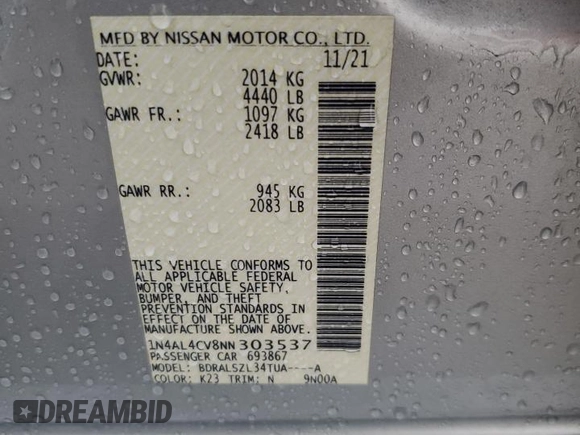 MFD BY NISSAN MOTOR CO., LTD.
DATE: 11/21
GVWR: 2014 KG
4440 LB
GAWR FR.: 1097 KG
2418 LB
GAWR RR.: 945 KG
2083 LB
THIS VEHICLE CONFORMS TO
ALL APPLICABLE FEDERAL
MOTOR VEHICLE SAFETY,
BUMPER, AND THEFT
PREVENTION STANDARDS IN
EFFECT ON THE DATE OF
MANUFACTURE SHOWN ABOVE.
1N4AL4CV8NN303537
PASSENGER CAR 693867
MODEL: BDRALSZL34TUA----A
COLOR: K23 TRIM: N 9N00A
DREAMBID